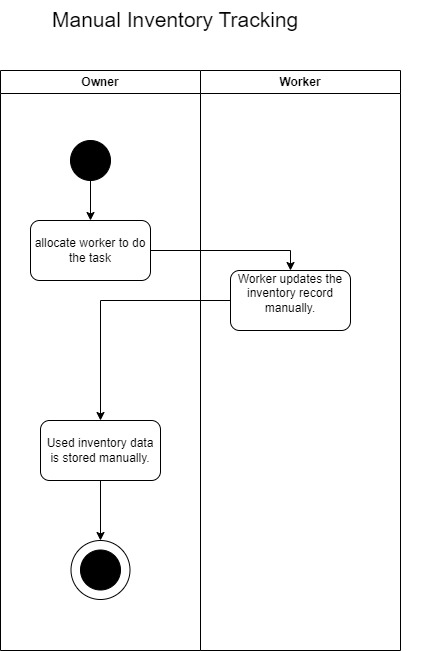 Manual Inventory Tracking
Owner
Worker
allocate worker to do
the task
Worker updates the
inventory record
manually.
Used inventory data
is stored manually.